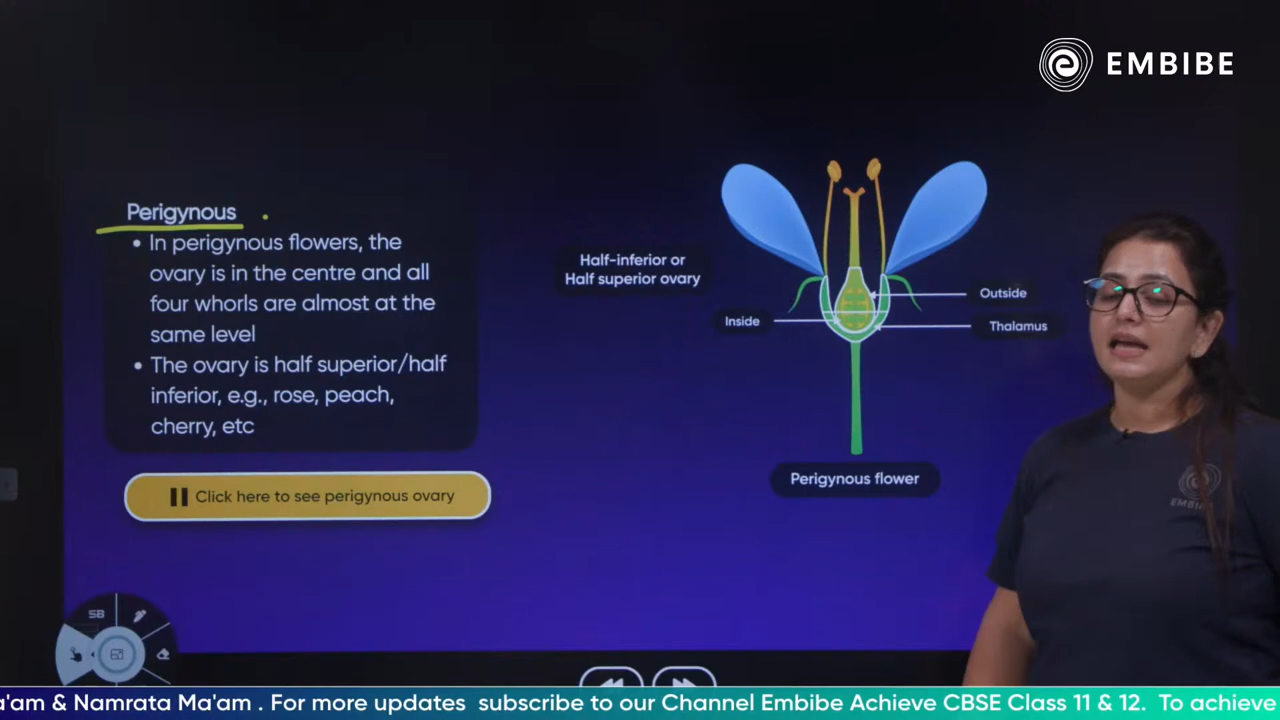 EMBIBE
Perigynous
• In perigynous flowers, the
ovary is in the centre and all
four whorls are almost at the
same level
• The ovary is half superior/half
inferior, e.g., rose, peach,
cherry, etc
Click here to see perigynous ovary
Half-inferior or
Half superior ovary
Outside
Inside
Thalamus
Perigynous flower
EMBIBE
SB
a'am & Namrata Ma'am . For more updates subscribe to our Channel Embibe Achieve CBSE Class 11 & 12. To achieve